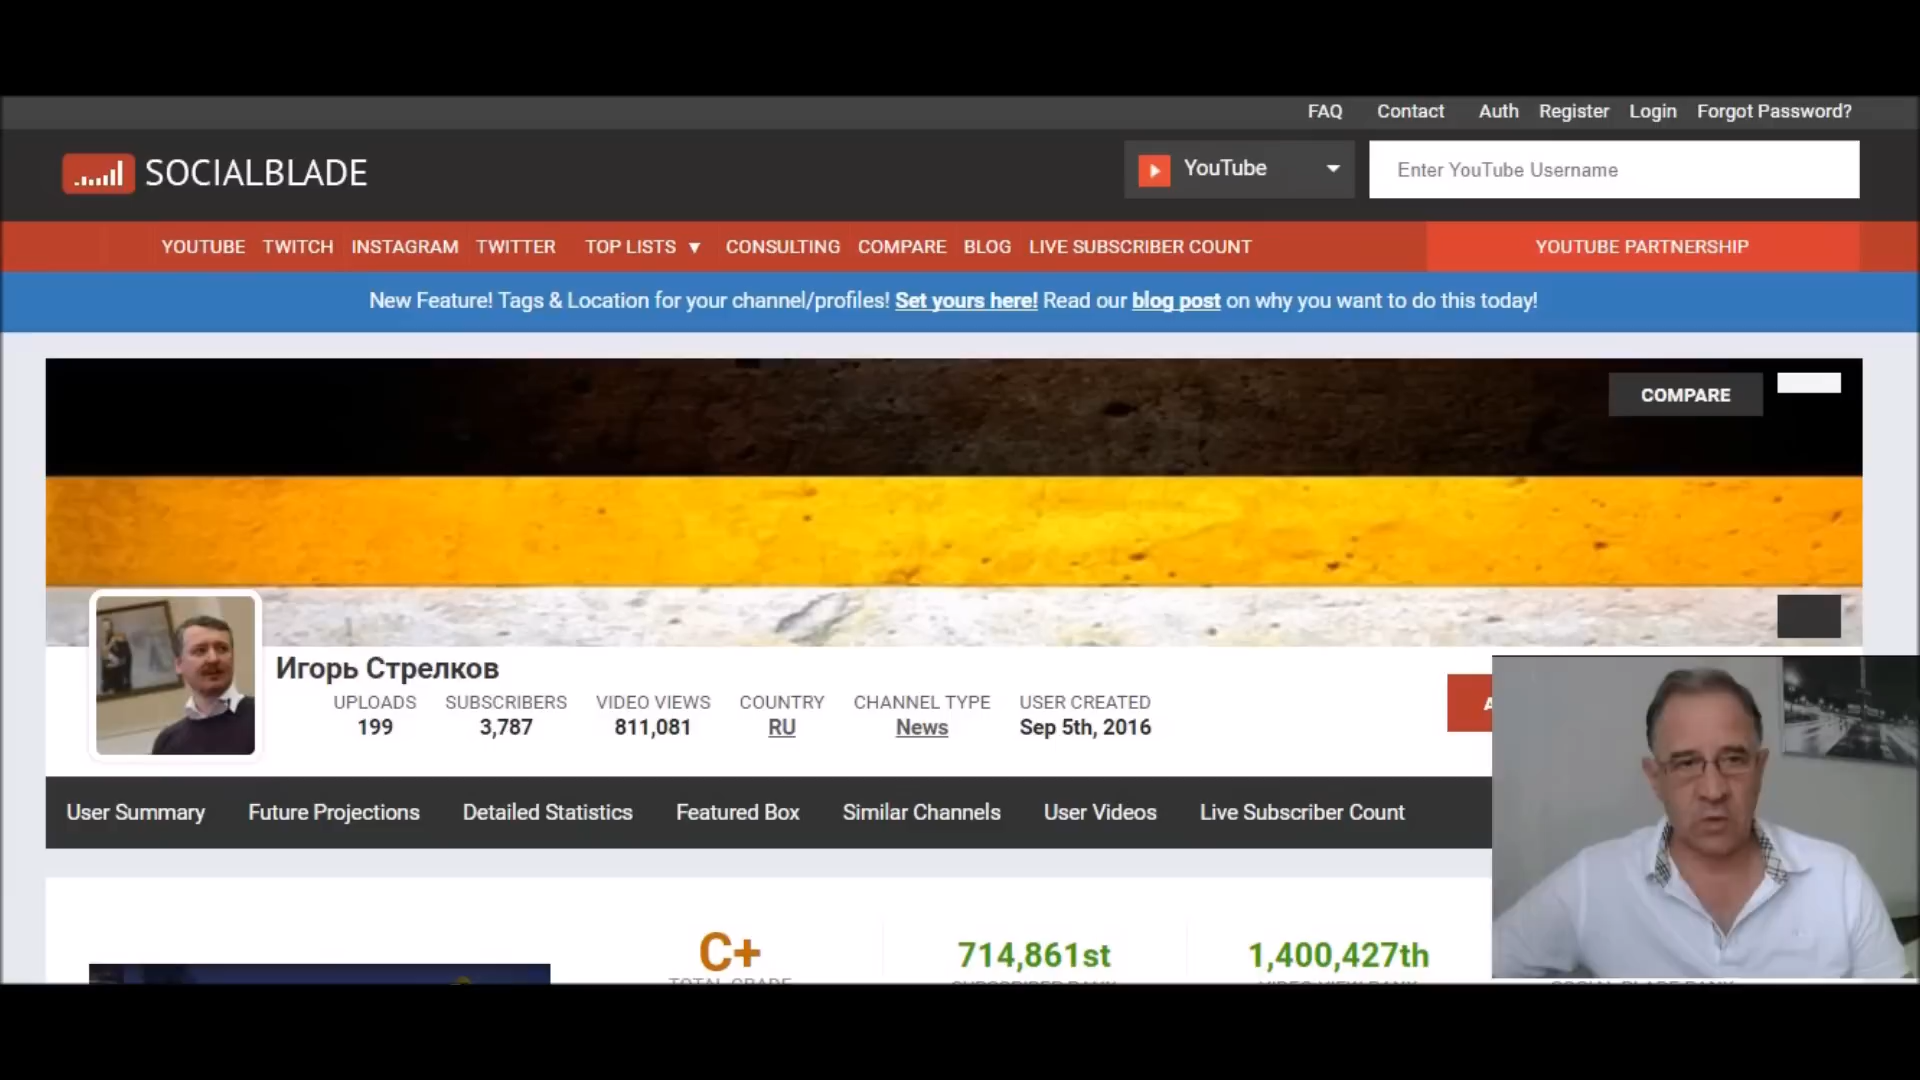 FAQ Contact Auth Register Login Forgot Password?
SOCIALBLADE
YouTube
Enter YouTube Username
YOUTUBE TWITCH INSTAGRAM TWITTER TOP LISTS ▼ CONSULTING COMPARE BLOG LIVE SUBSCRIBER COUNT YOUTUBE PARTNERSHIP
New Feature! Tags & Location for your channel/profiles! Set yours here! Read our blog post on why you want to do this today!
COMPARE
Игорь Стрелков
UPLOADS SUBSCRIBERS VIDEO VIEWS COUNTRY CHANNEL TYPE USER CREATED
199 3,787 811,081 RU News Sep 5th, 2016
User Summary Future Projections Detailed Statistics Featured Box Similar Channels User Videos Live Subscriber Count
C+ 714,861st 1,400,427th